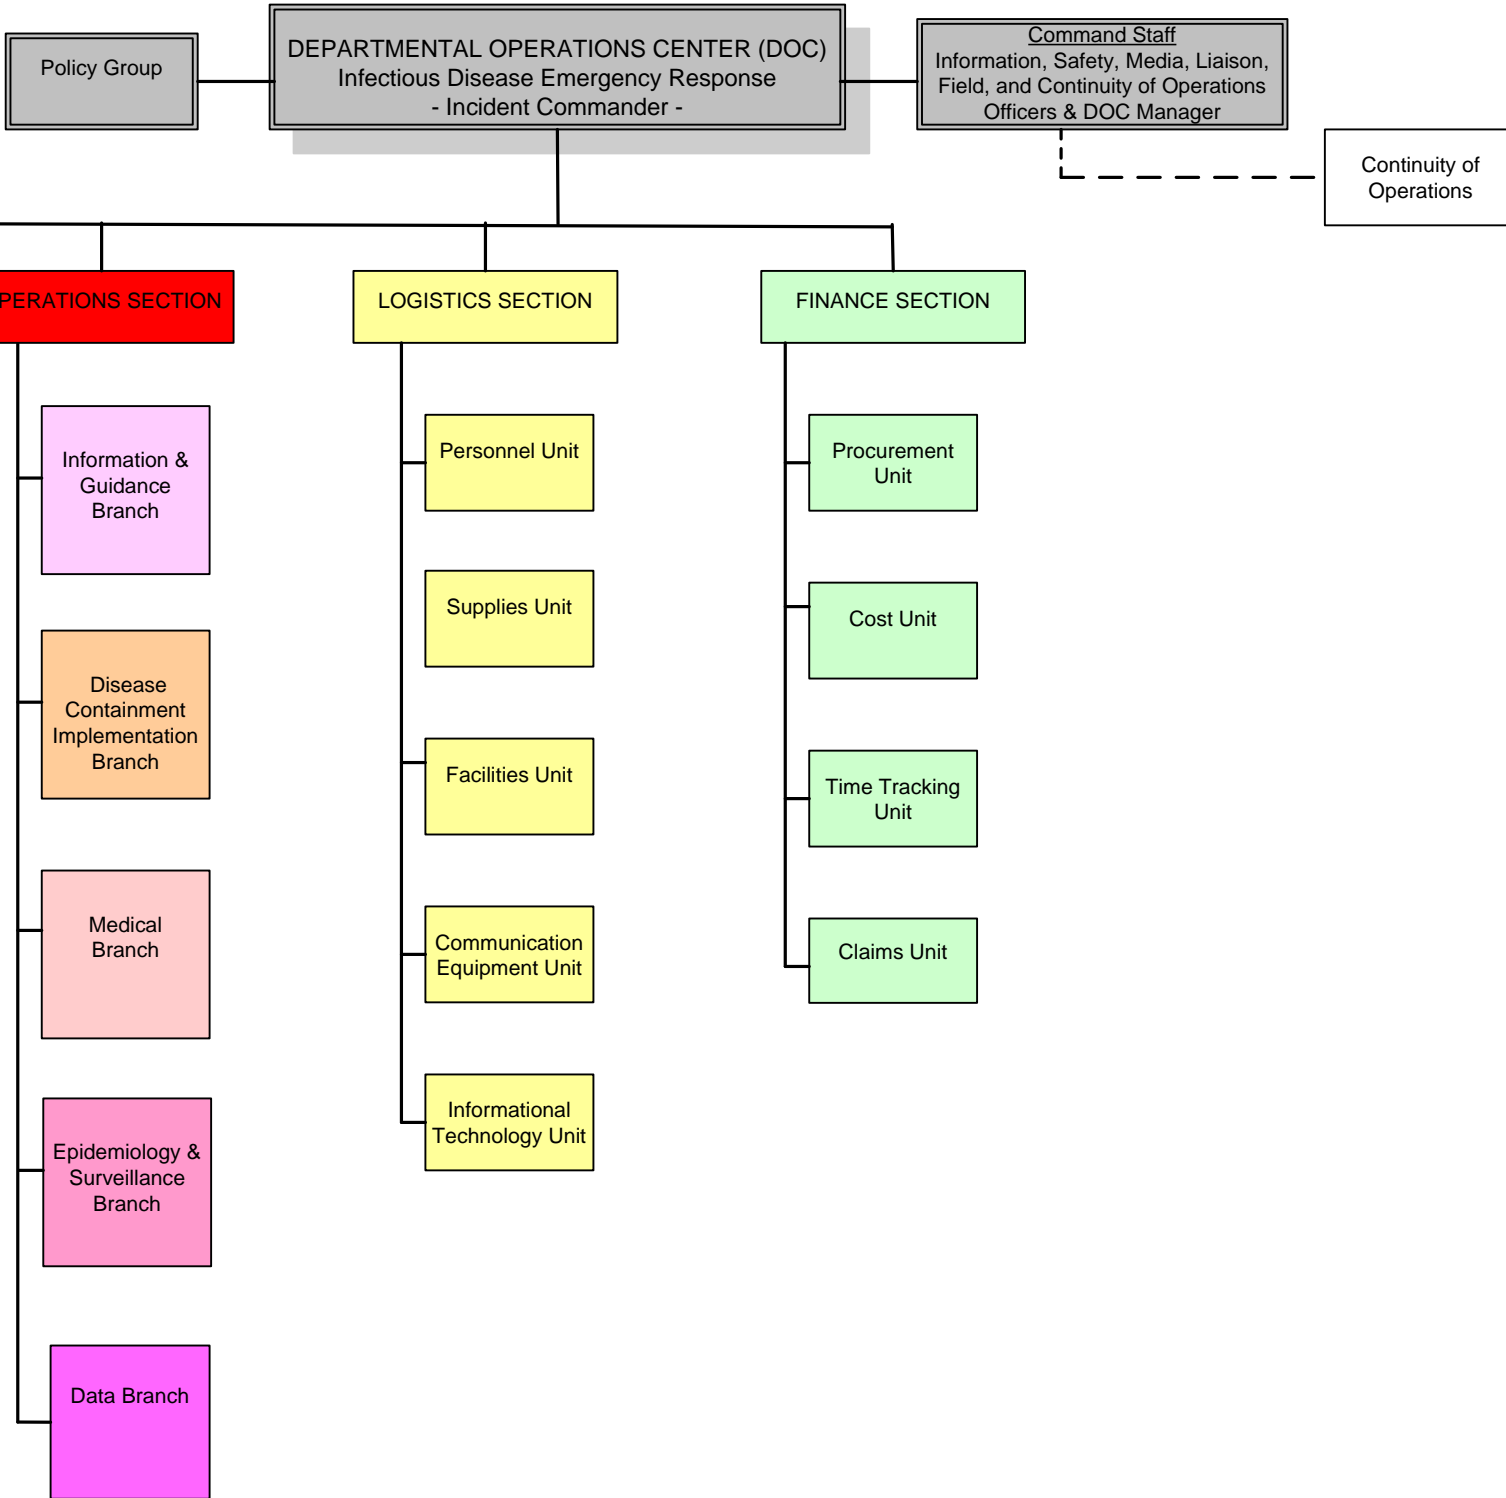 Policy Group
DEPARTMENTAL OPERATIONS CENTER (DOC)
Infectious Disease Emergency Response
- Incident Commander -
Command Staff
Information, Safety, Media, Liaison,
Field, and Continuity of Operations
Officers & DOC Manager
Continuity of
Operations
PERATIONS SECTION
LOGISTICS SECTION
FINANCE SECTION
Information &
Guidance
Branch
Disease
Containment
Implementation
Branch
Medical
Branch
Epidemiology &
Surveillance
Branch
Data Branch
Personnel Unit
Supplies Unit
Facilities Unit
Communication
Equipment Unit
Informational
Technology Unit
Procurement
Unit
Cost Unit
Time Tracking
Unit
Claims Unit